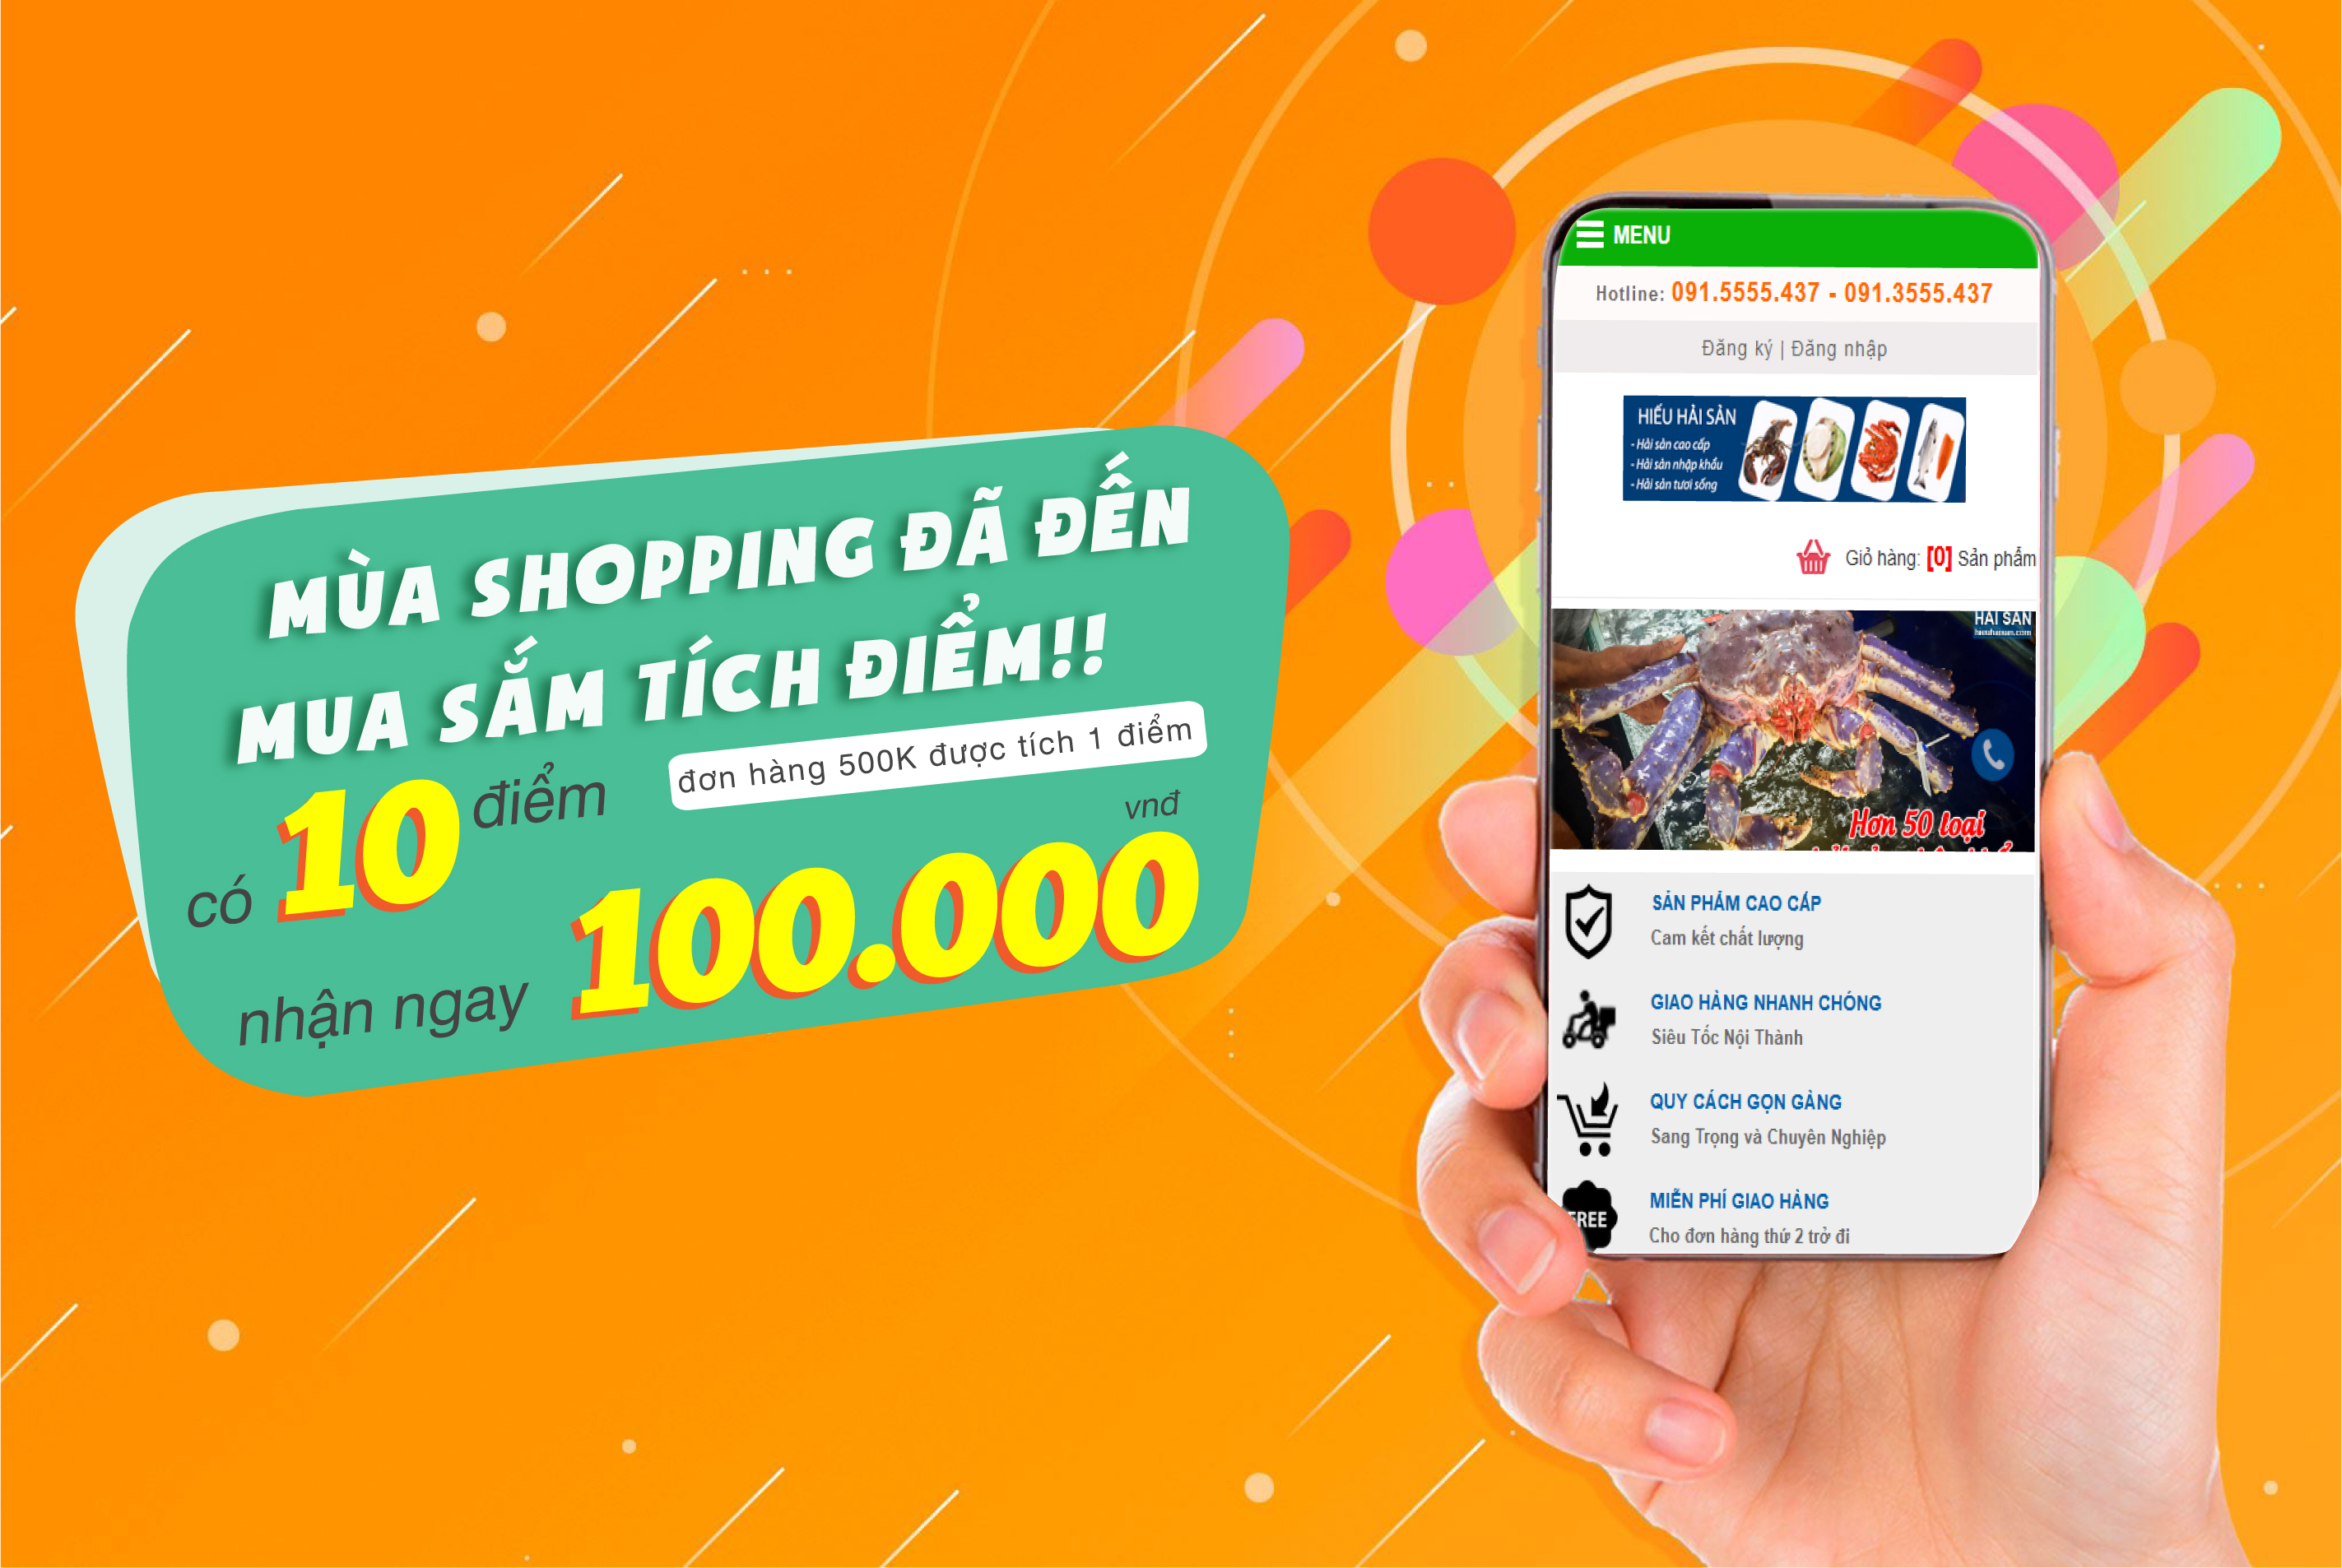 MÙA SHOPPING ĐÃ ĐẾN
MUA SẮM TÍCH ĐIỂM!!
đơn hàng 500K được tích 1 điểm
có 10 điểm
nhận ngay 100.000 vnđ
MENU
Hotline: 091.5555.437 - 091.3555.437
Đăng ký | Đăng nhập
HIẾU HẢI SẢN
- Hải sản cao cấp
- Hải sản nhập khẩu
- Hải sản tươi sống
Giỏ hàng: [0] Sản phẩm
HẢI SẢN
hieuhaisan.com
Hơn 50 loại
SẢN PHẨM CAO CẤP
Cam kết chất lượng
GIAO HÀNG NHANH CHÓNG
Siêu Tốc Nội Thành
QUY CÁCH GỌN GÀNG
Sang Trọng và Chuyên Nghiệp
FREE
MIỄN PHÍ GIAO HÀNG
Cho đơn hàng thứ 2 trở đi